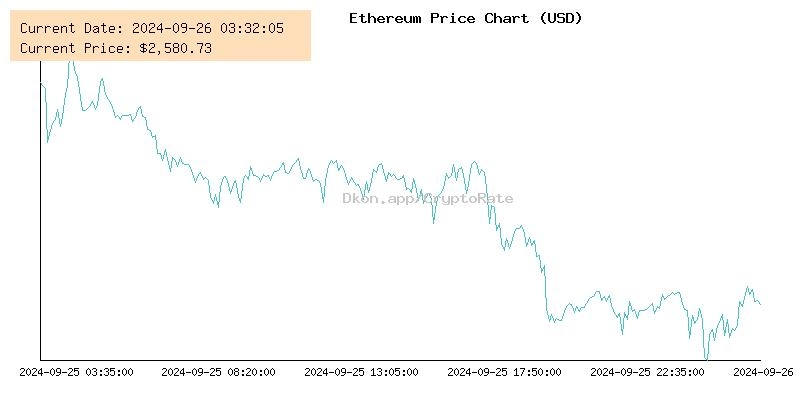 Ethereum Price Chart (USD)
Current Date: 2024-09-26 03:32:05
Current Price: $2,580.73
Dkon.app/CryptoRate
2024-09-25 03:35:00 2024-09-25 08:20:00 2024-09-25 13:05:00 2024-09-25 17:50:00 2024-09-25 22:35:00 2024-09-26